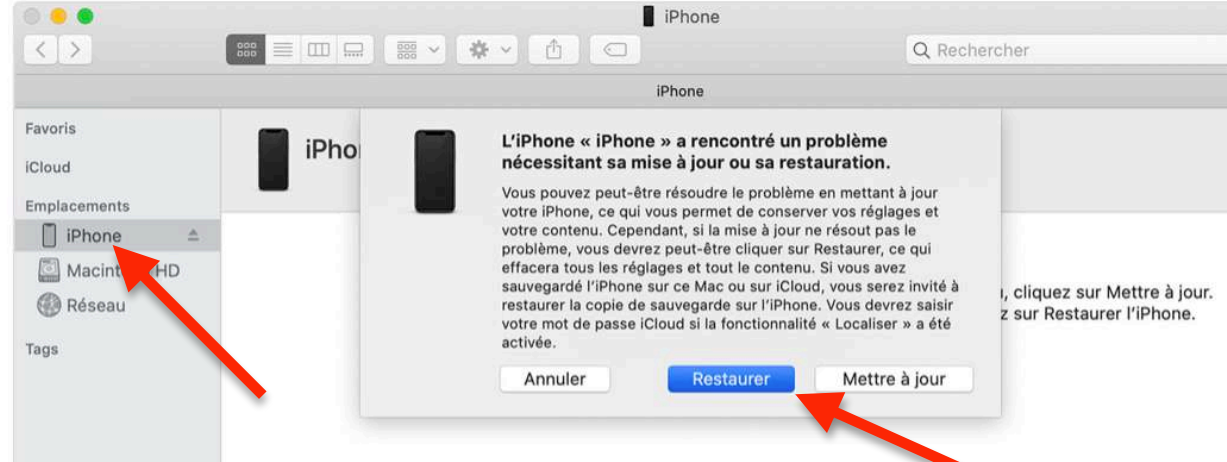 iPhone
Rechercher
iPhone
Favoris
iCloud
Emplacements
iPhone
Macint HD
Réseau
Tags
iPho
L'iPhone « iPhone » a rencontré un problème
nécessitant sa mise à jour ou sa restauration.
Vous pouvez peut-être résoudre le problème en mettant à jour
votre iPhone, ce qui vous permet de conserver vos réglages et
votre contenu. Cependant, si la mise à jour ne résout pas le
problème, vous devrez peut-être cliquer sur Restaurer, ce qui
effacera tous les réglages et tout le contenu. Si vous avez
sauvegardé l'iPhone sur ce Mac ou sur iCloud, vous serez invité à
restaurer la copie de sauvegarde sur l'iPhone. Vous devrez saisir
votre mot de passe iCloud si la fonctionnalité « Localiser » a été
activée.
Annuler
Restaurer
Mettre à jour
, cliquez sur Mettre à jour.
z sur Restaurer l'iPhone.